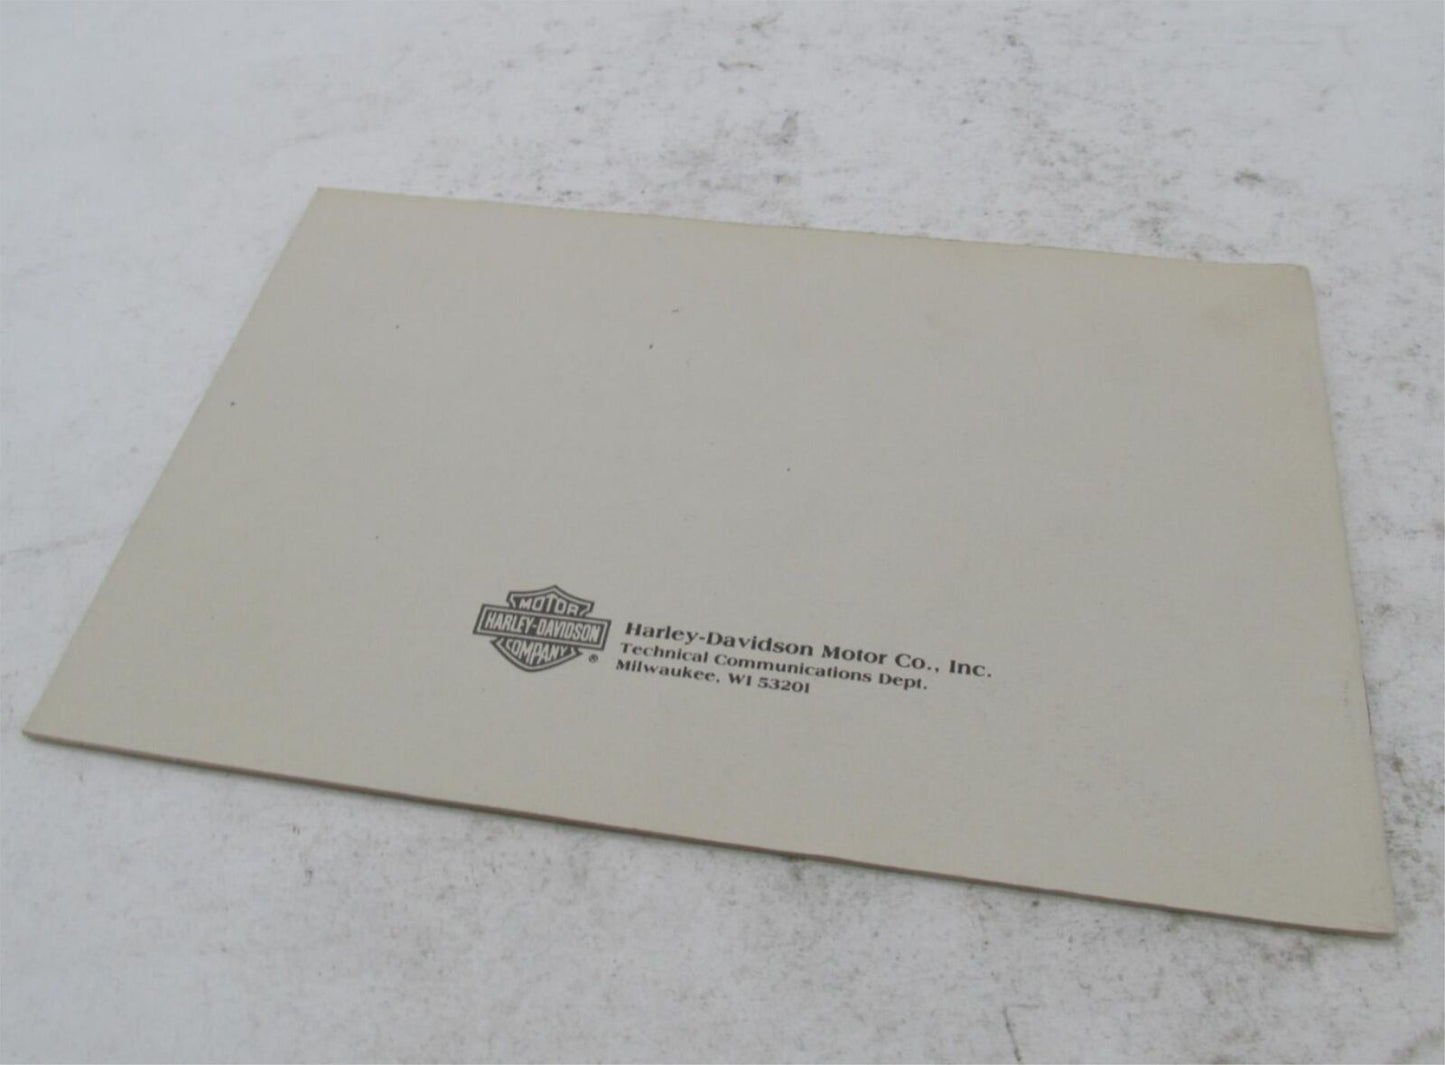 MOTOR
HARLEY-DAVIDSON
COMPANY
®
Harley-Davidson Motor Co., Inc.
Technical Communications Dept.
Milwaukee, WI 53201